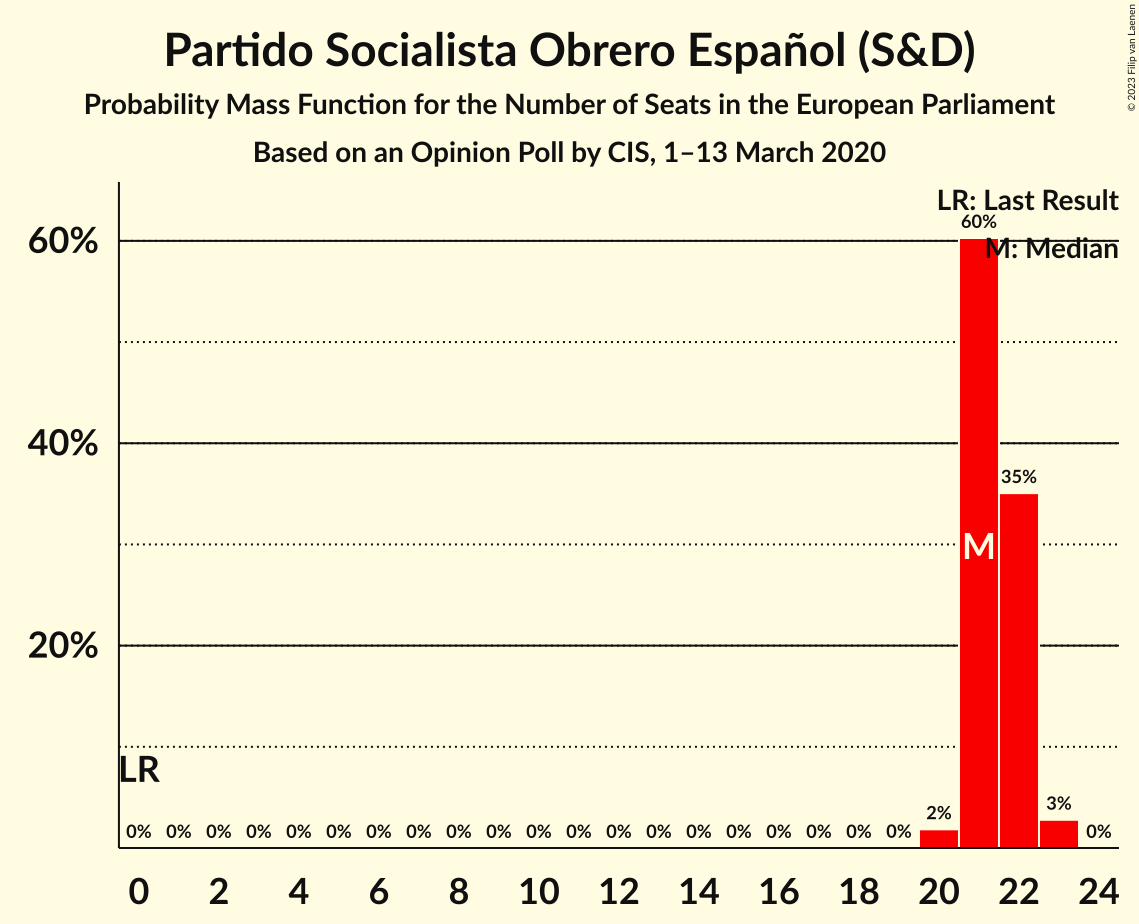 Partido Socialista Obrero Español (S&D)
Probability Mass Function for the Number of Seats in the European Parliament
Based on an Opinion Poll by CIS, 1–13 March 2020
© 2023 Filip van Laenen
LR: Last Result
M: Median
60%
40%
20%
60%
35%
M
LR
0% 0% 0% 0% 0% 0% 0% 0% 0% 0% 0% 0% 0% 0% 0% 0% 0% 0% 0% 0% 2% 3% 0%
0 2 4 6 8 10 12 14 16 18 20 22 24